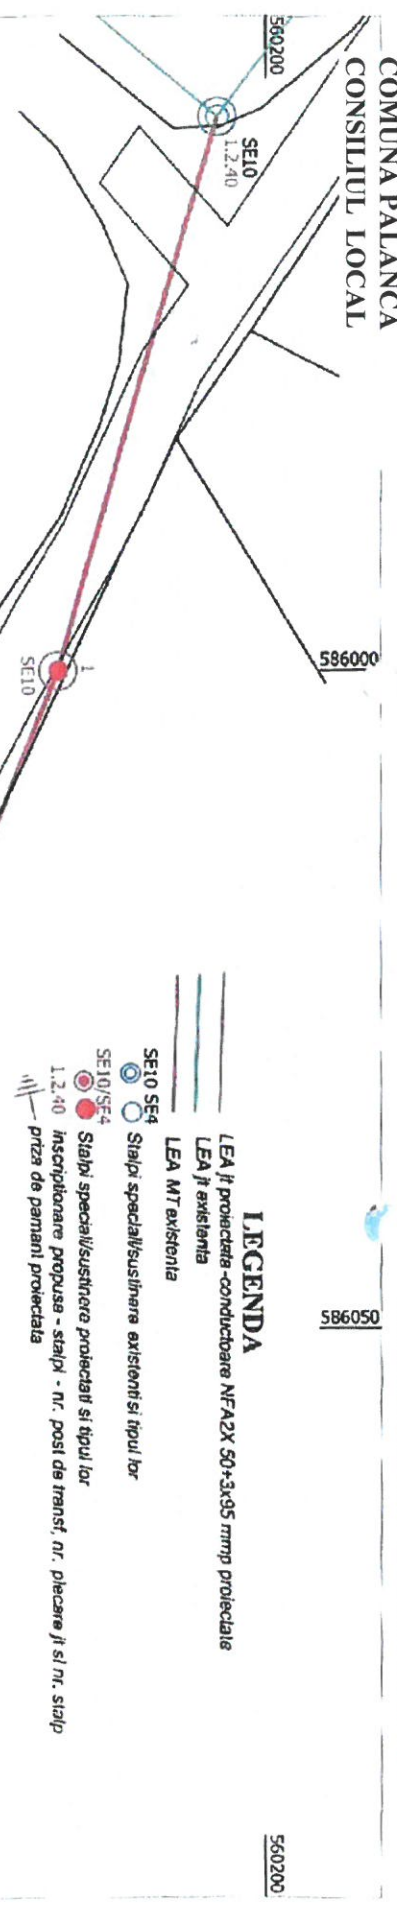 COMUNA PALANCA
CONSILIUL LOCAL
560200
SE10
1.2.40
586000
1
SE10
586050
560200
LEGENDA
LEA jt proiectata -conductoare NFA2X 50+3x95 mmp proiectate
LEA jt existenta
LEA MT existenta
SE10 SE4
Stalpi speciali/sustinere existenti si tipul lor
SE10/SE4
Stalpi speciali/sustinere proiectati si tipul lor
1.2.40 inscriptionare propusa - stalpi - nr. post de transf, nr. plecare jt si nr. stalp
priza de pamant proiectata